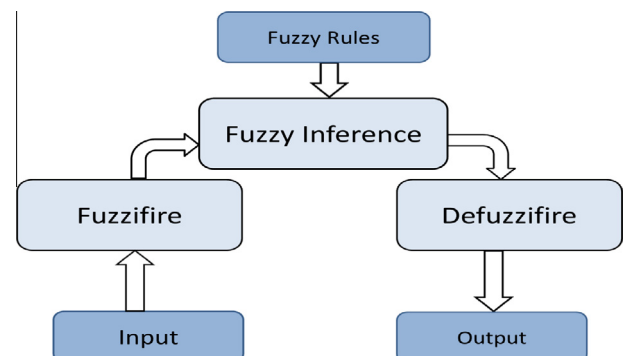 Fuzzy Rules
Fuzzy Inference
Fuzzifire
Defuzzifire
Input
Output